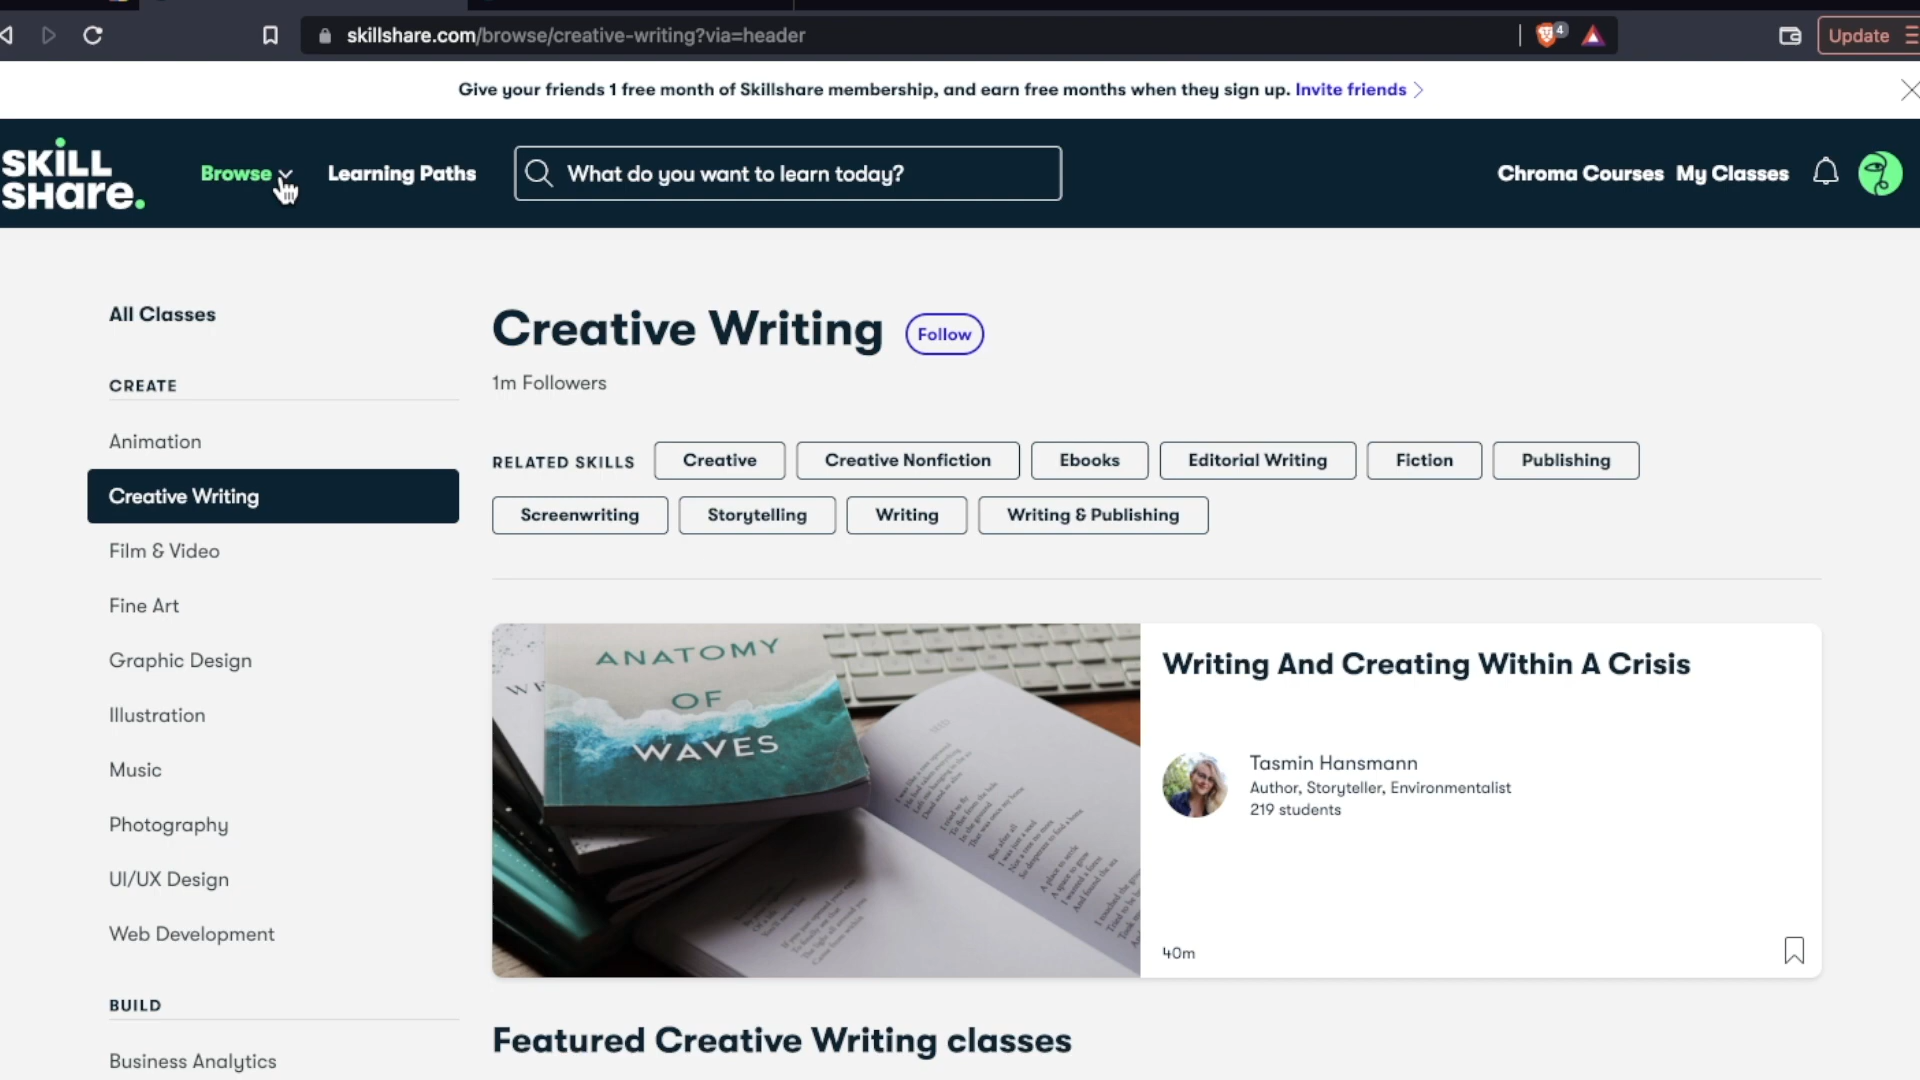 skillshare.com/browse/creative-writing?via=header
4
Update
Give your friends 1 free month of Skillshare membership, and earn free months when they sign up. Invite friends
SKILL
SHare.
Browse
Learning Paths
What do you want to learn today?
Chroma Courses
My Classes
All Classes
CREATE
Animation
Creative Writing
Film & Video
Fine Art
Graphic Design
Illustration
Music
Photography
UI/UX Design
Web Development
BUILD
Business Analytics
Creative Writing
Follow
1m Followers
RELATED SKILLS
Creative
Creative Nonfiction
Ebooks
Editorial Writing
Fiction
Publishing
Screenwriting
Storytelling
Writing
Writing & Publishing
ANATOMY
OF
WAVES
Writing And Creating Within A Crisis
Tasmin Hansmann
Author, Storyteller, Environmentalist
219 students
40m
Featured Creative Writing classes